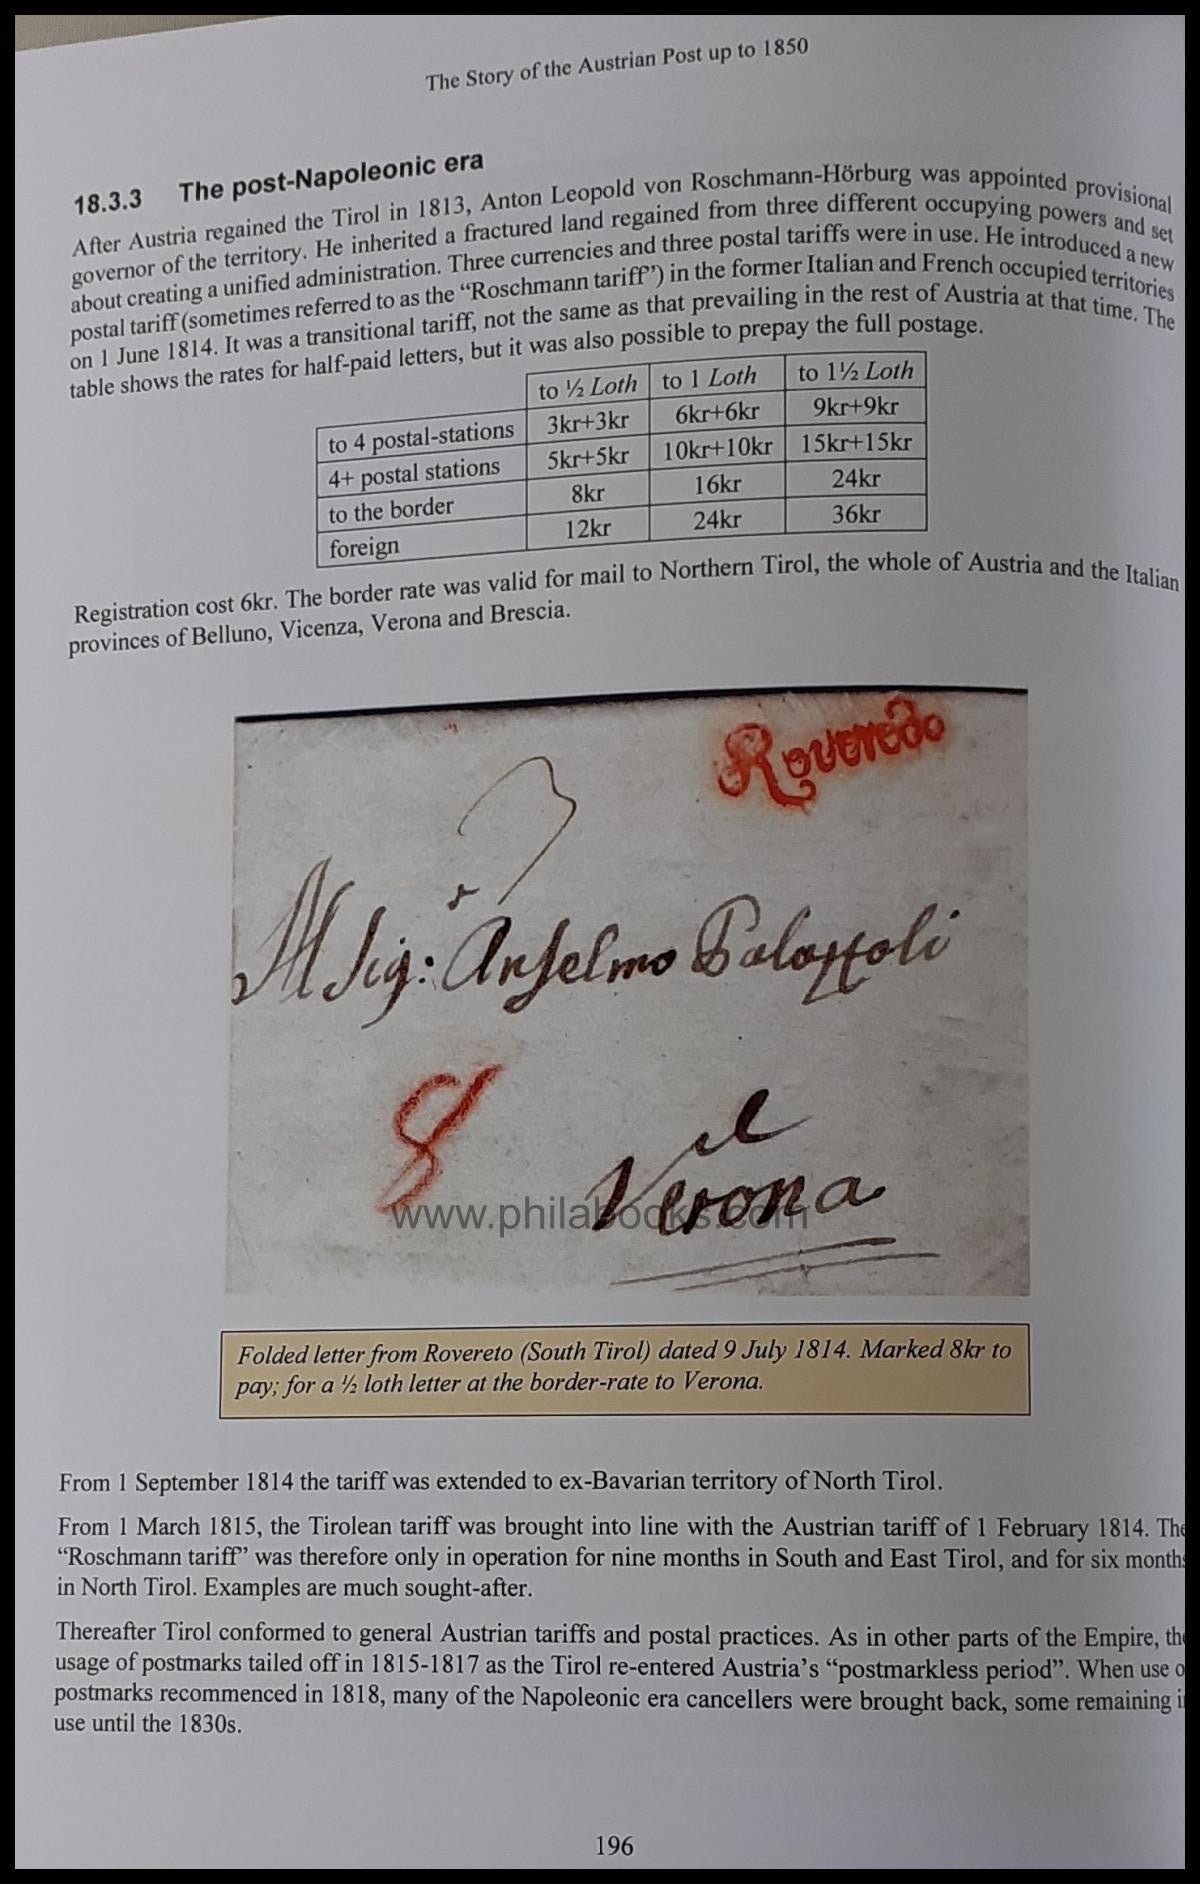 The Story of the Austrian Post up to 1850
18.3.3 The post-Napoleonic era
After Austria regained the Tirol in 1813, Anton Leopold von Roschmann-Hörburg was appointed provisional
governor of the territory. He inherited a fractured land regained from three different occupying powers and set
about creating a unified administration. Three currencies and three postal tariffs were in use. He introduced a new
postal tariff (sometimes referred to as the “Roschmann tariff”) in the former Italian and French occupied territories
on 1 June 1814. It was a transitional tariff, not the same as that prevailing in the rest of Austria at that time. The
table shows the rates for half-paid letters, but it was also possible to prepay the full postage.
to ½ Loth to 1 Loth to 1½ Loth
to 4 postal-stations 3kr+3kr 6kr+6kr 9kr+9kr
4+ postal stations 5kr+5kr 10kr+10kr 15kr+15kr
to the border 8kr 16kr 24kr
foreign 12kr 24kr 36kr
Registration cost 6kr. The border rate was valid for mail to Northern Tirol, the whole of Austria and the Italian
provinces of Belluno, Vicenza, Verona and Brescia.
Roveredo
Al Sig: Anselmo
8
Verona
www.philabooks.com
Folded letter from Rovereto (South Tirol) dated 9 July 1814. Marked 8kr to
pay; for a ½ loth letter at the border-rate to Verona.
From 1 September 1814 the tariff was extended to ex-Bavarian territory of North Tirol.
From 1 March 1815, the Tirolean tariff was brought into line with the Austrian tariff of 1 February 1814. The
“Roschmann tariff” was therefore only in operation for nine months in South and East Tirol, and for six months
in North Tirol. Examples are much sought-after.
Thereafter Tirol conformed to general Austrian tariffs and postal practices. As in other parts of the Empire, the
usage of postmarks tailed off in 1815-1817 as the Tirol re-entered Austria’s “postmarkless period”. When use o
postmarks recommenced in 1818, many of the Napoleonic era cancellers were brought back, some remaining i
use until the 1830s.
196